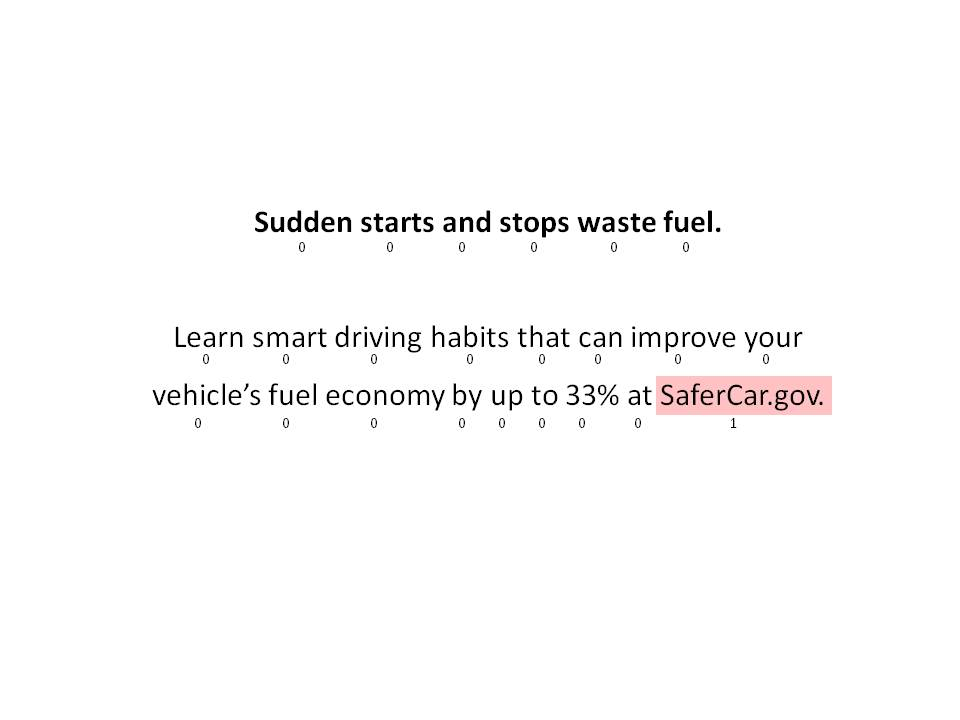 Sudden starts and stops waste fuel.
0 0 0 0 0 0
Learn smart driving habits that can improve your
0 0 0 0 0 0 0 0
vehicle’s fuel economy by up to 33% at SaferCar.gov.
0 0 0 0 0 0 0 0 1